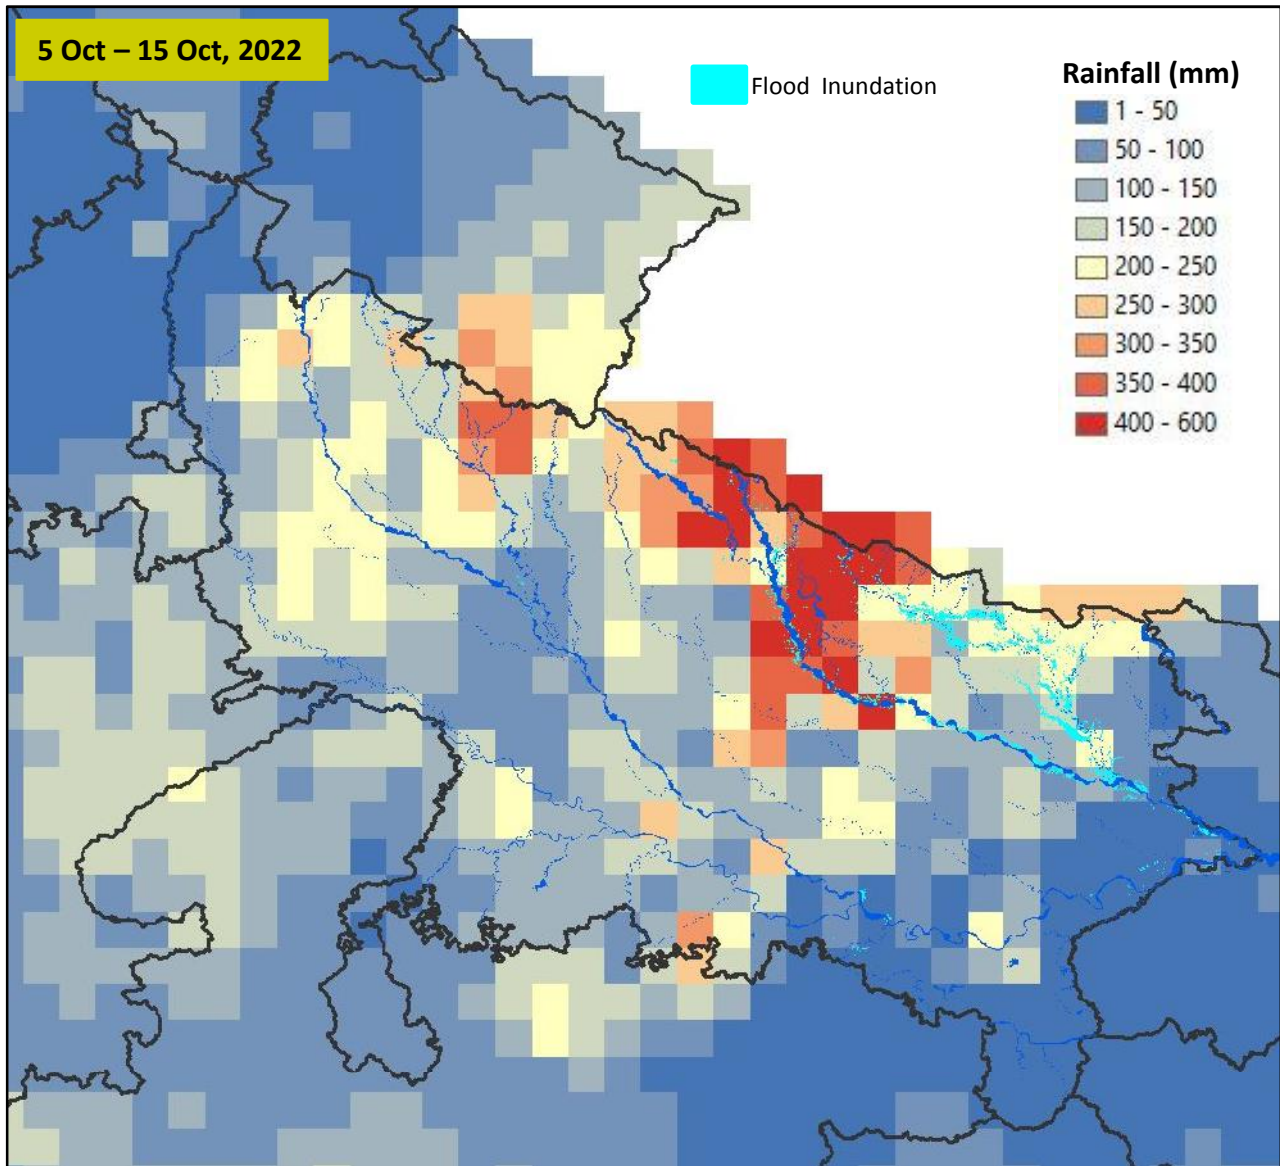 5 Oct – 15 Oct, 2022
Flood Inundation
Rainfall (mm)
1 - 50
50 - 100
100 - 150
150 - 200
200 - 250
250 - 300
300 - 350
350 - 400
400 - 600